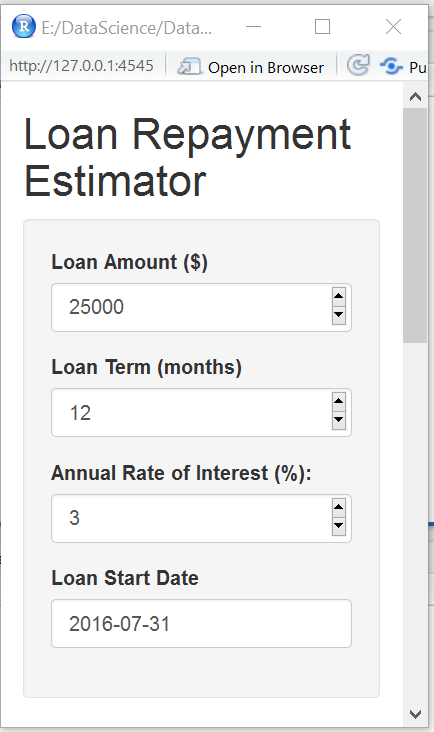 R E:/DataScience/Data...
http://127.0.0.1:4545 Open in Browser Pu
Loan Repayment
Estimator
Loan Amount ($)
25000
Loan Term (months)
12
Annual Rate of Interest (%):
3
Loan Start Date
2016-07-31